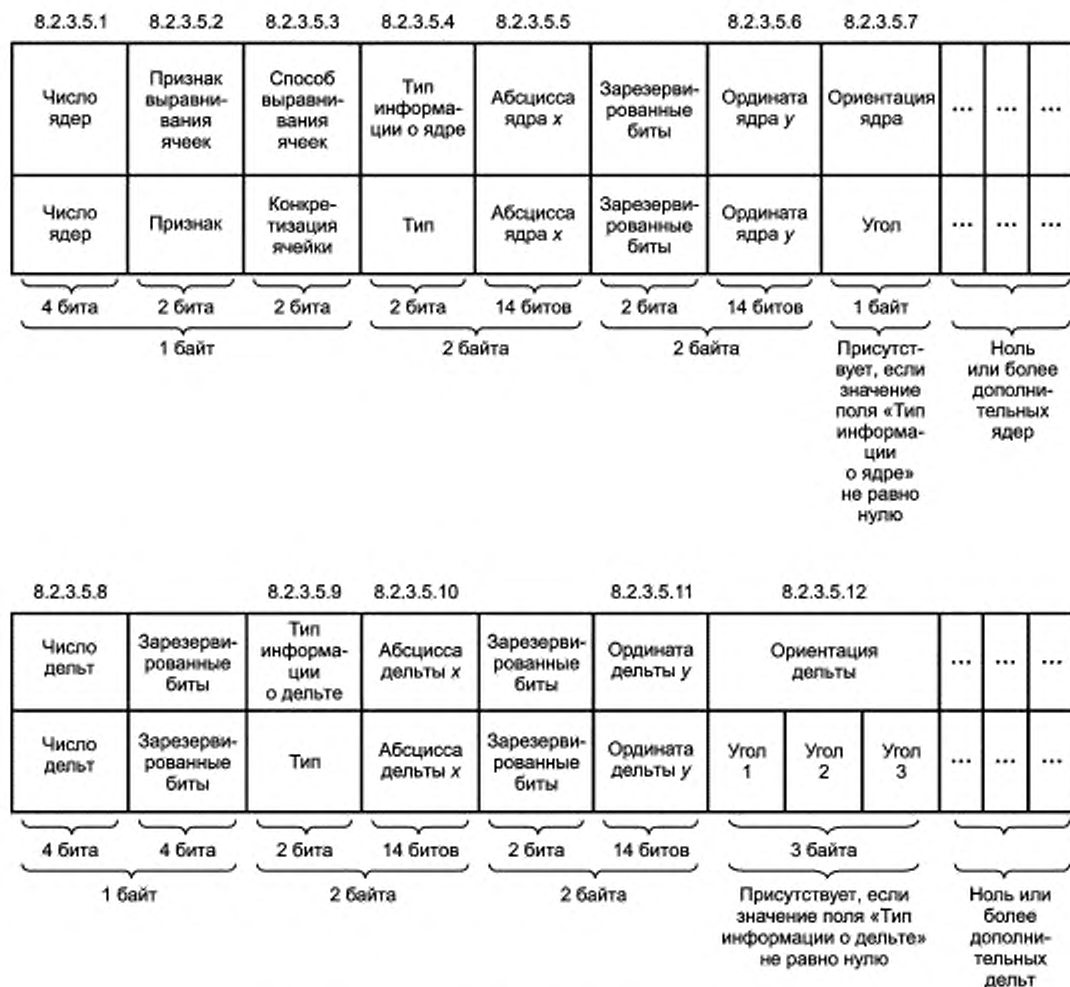 8.2.3.5.1 8.2.3.5.2 8.2.3.5.3 8.2.3.5.4 8.2.3.5.5 8.2.3.5.6 8.2.3.5.7
Число
ядер
Признак
выравни-
вания
ячеек
Способ
выравни-
вания
ячеек
Тип
информа-
ции о ядре
Абсцисса
ядра x
Зарезерви-
рованные
биты
Ордината
ядра y
Ориентация
ядра
... ... ...
Число
ядер
Признак
Конкре-
тизация
ячейки
Тип
Абсцисса
ядра x
Зарезерви-
рованные
биты
Ордината
ядра y
Угол
... ... ...
4 бита 2 бита 2 бита 2 бита 14 битов 2 бита 14 битов 1 байт
1 байт 2 байта 2 байта
Присутст-
вует, если
значение
поля «Тип
информа-
ции
о ядре»
не равно
нулю
Ноль
или более
дополни-
тельных
ядер
8.2.3.5.8 8.2.3.5.9 8.2.3.5.10 8.2.3.5.11 8.2.3.5.12
Число
дельт
Зарезерви-
рованные
биты
Тип
информа-
ции
о дельте
Абсцисса
дельты x
Зарезерви-
рованные
биты
Ордината
дельты y
Ориентация
дельты
... ... ...
Число
дельт
Зарезерви-
рованные
биты
Тип
Абсцисса
дельты x
Зарезерви-
рованные
биты
Ордината
дельты y
Угол
1
Угол
2
Угол
3
... ... ...
4 бита 4 бита 2 бита 14 битов 2 бита 14 битов 3 байта
1 байт 2 байта 2 байта
Присутствует, если
значение поля «Тип
информации о дельте»
не равно нулю
Ноль или
более
дополни-
тельных
дельт